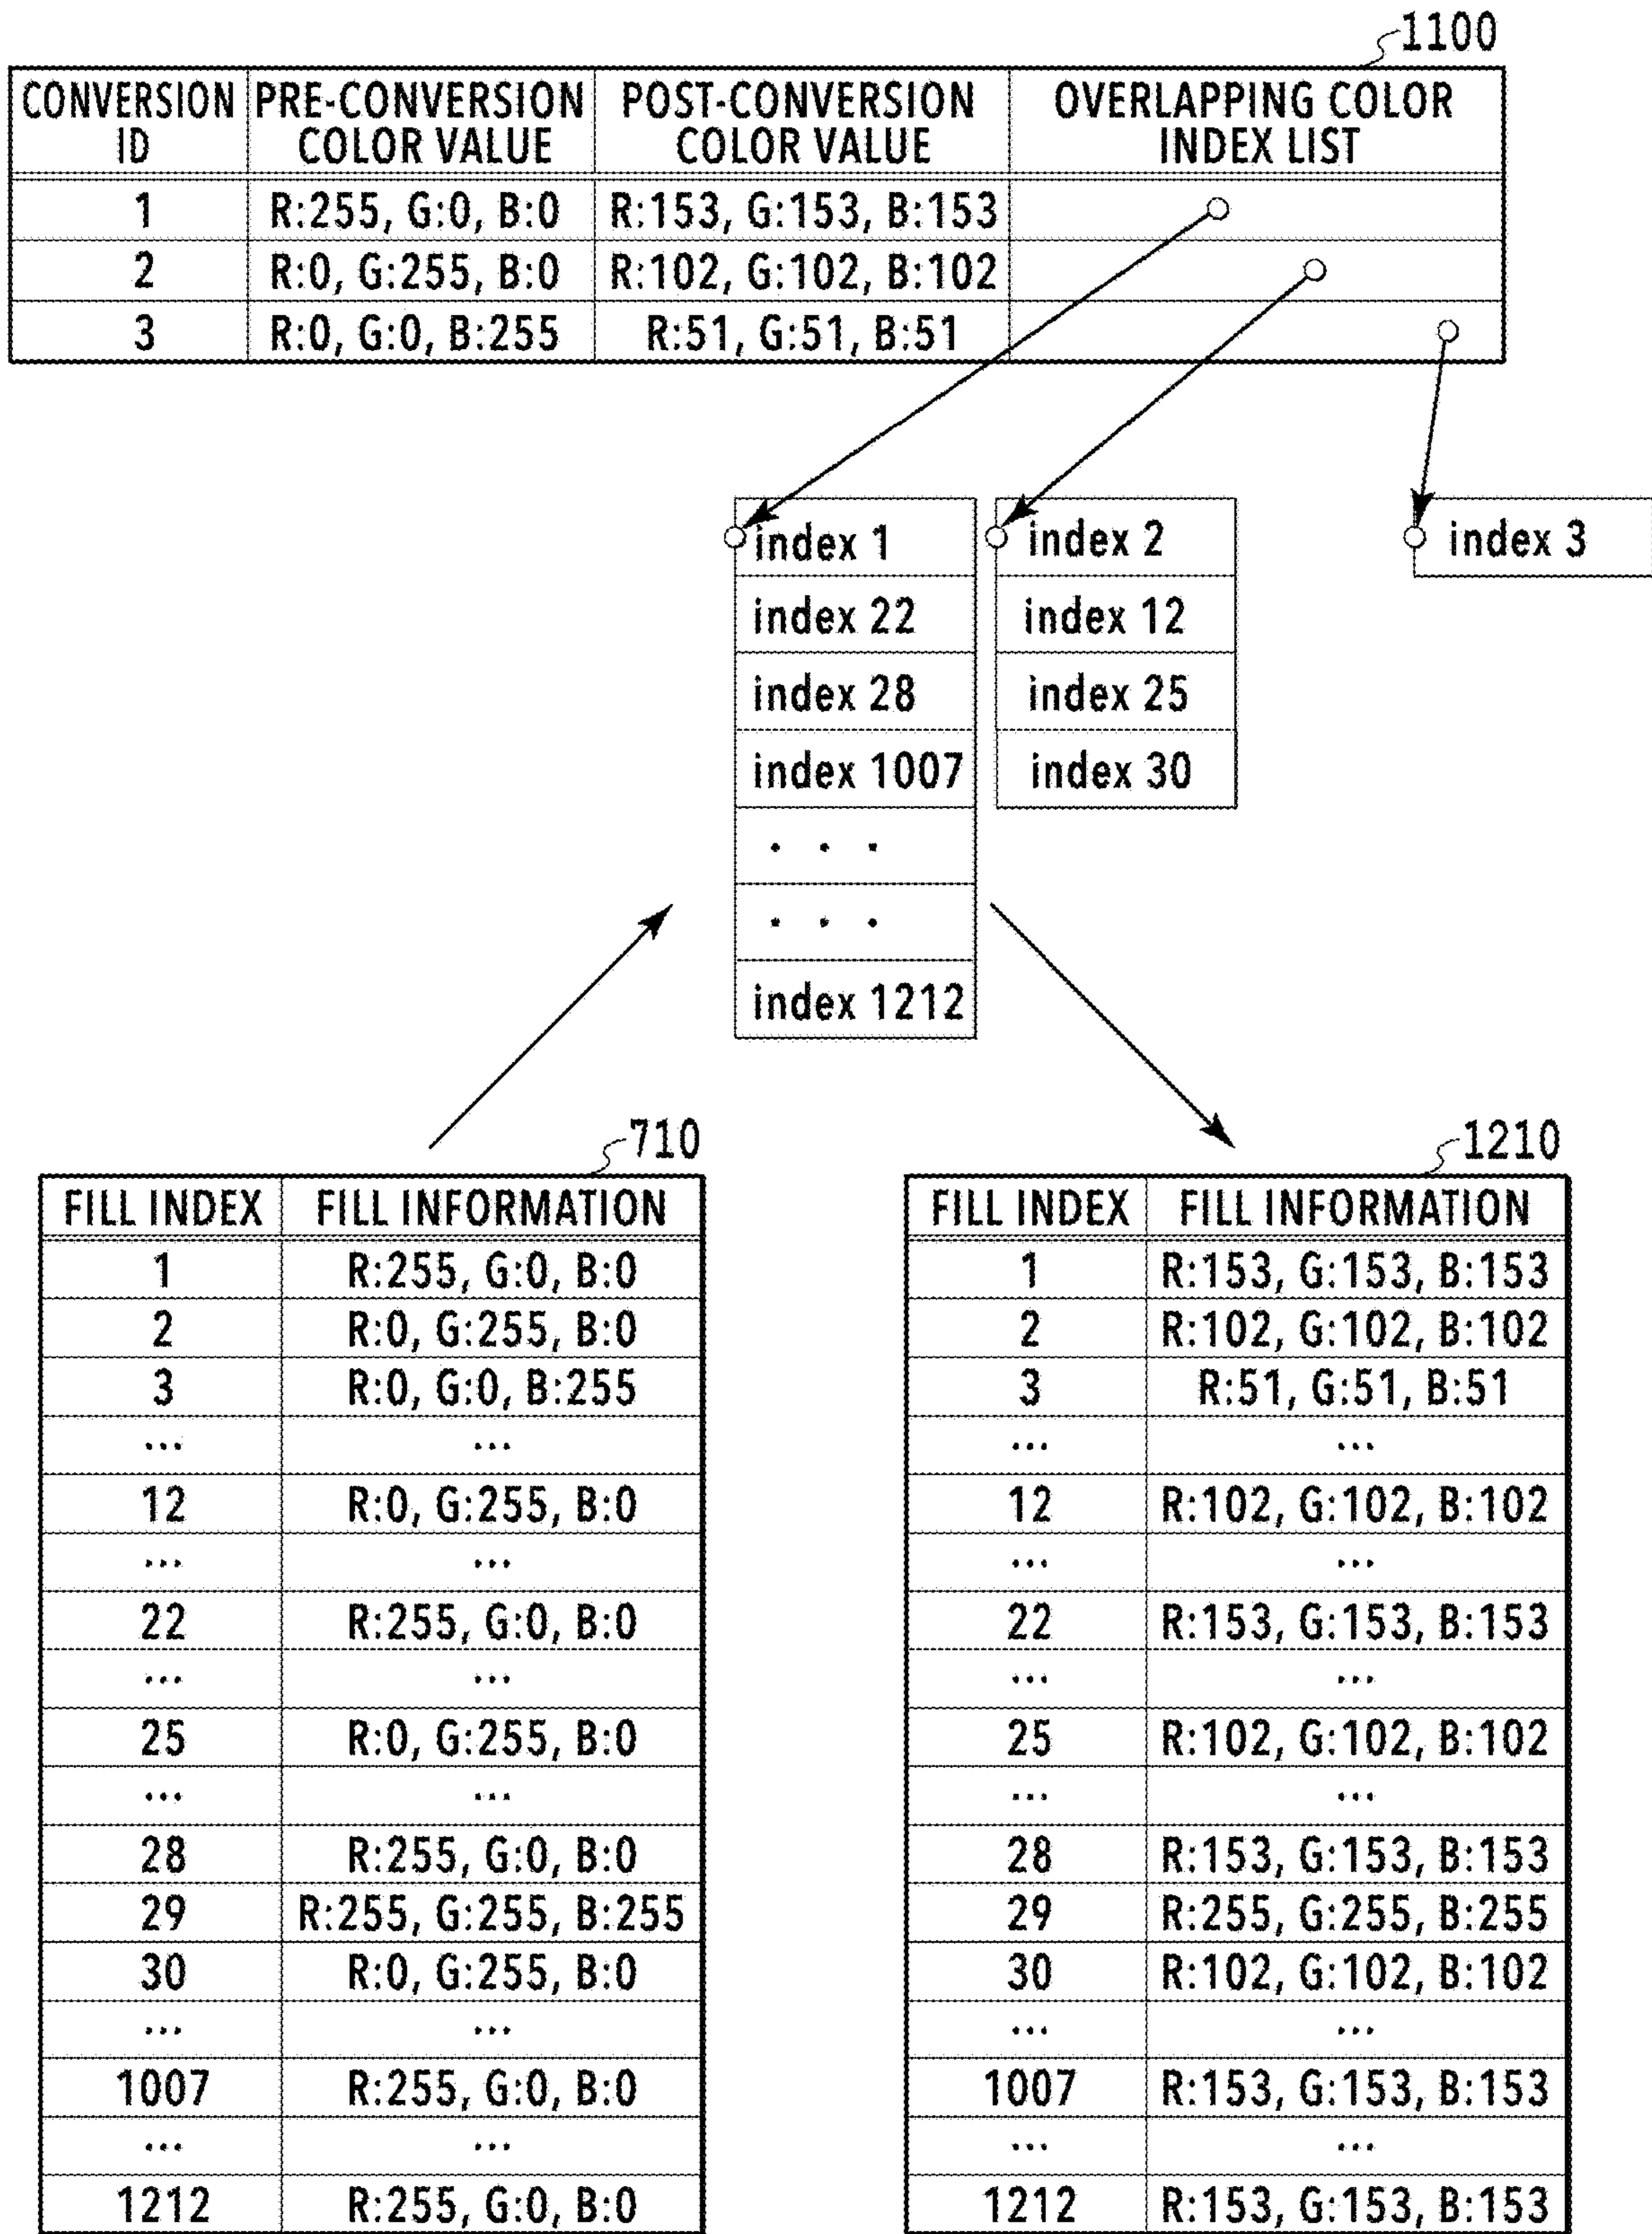 1100
CONVERSION ID PRE-CONVERSION COLOR VALUE POST-CONVERSION COLOR VALUE OVERLAPPING COLOR INDEX LIST
1 R:255, G:0, B:0 R:153, G:153, B:153
2 R:0, G:255, B:0 R:102, G:102, B:102
3 R:0, G:0, B:255 R:51, G:51, B:51
index 1 index 2 index 3
index 22 index 12
index 28 index 25
index 1007 index 30
. . .
. . .
index 1212
710
FILL INDEX FILL INFORMATION
1 R:255, G:0, B:0
2 R:0, G:255, B:0
3 R:0, G:0, B:255
... ...
12 R:0, G:255, B:0
... ...
22 R:255, G:0, B:0
... ...
25 R:0, G:255, B:0
... ...
28 R:255, G:0, B:0
29 R:255, G:255, B:255
30 R:0, G:255, B:0
... ...
1007 R:255, G:0, B:0
... ...
1212 R:255, G:0, B:0
1210
FILL INDEX FILL INFORMATION
1 R:153, G:153, B:153
2 R:102, G:102, B:102
3 R:51, G:51, B:51
... ...
12 R:102, G:102, B:102
... ...
22 R:153, G:153, B:153
... ...
25 R:102, G:102, B:102
... ...
28 R:153, G:153, B:153
29 R:255, G:255, B:255
30 R:102, G:102, B:102
... ...
1007 R:153, G:153, B:153
... ...
1212 R:153, G:153, B:153